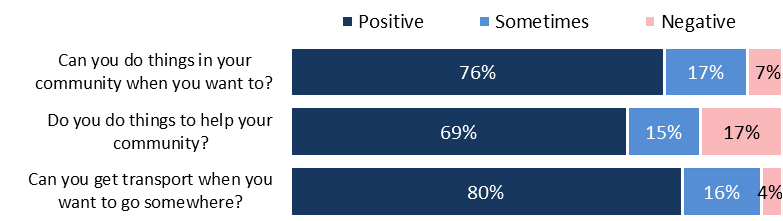 Positive Sometimes Negative
Can you do things in your
community when you want to?
76% 17% 7%
Do you do things to help your
community?
69% 15% 17%
Can you get transport when you
want to go somewhere?
80% 16% 4%